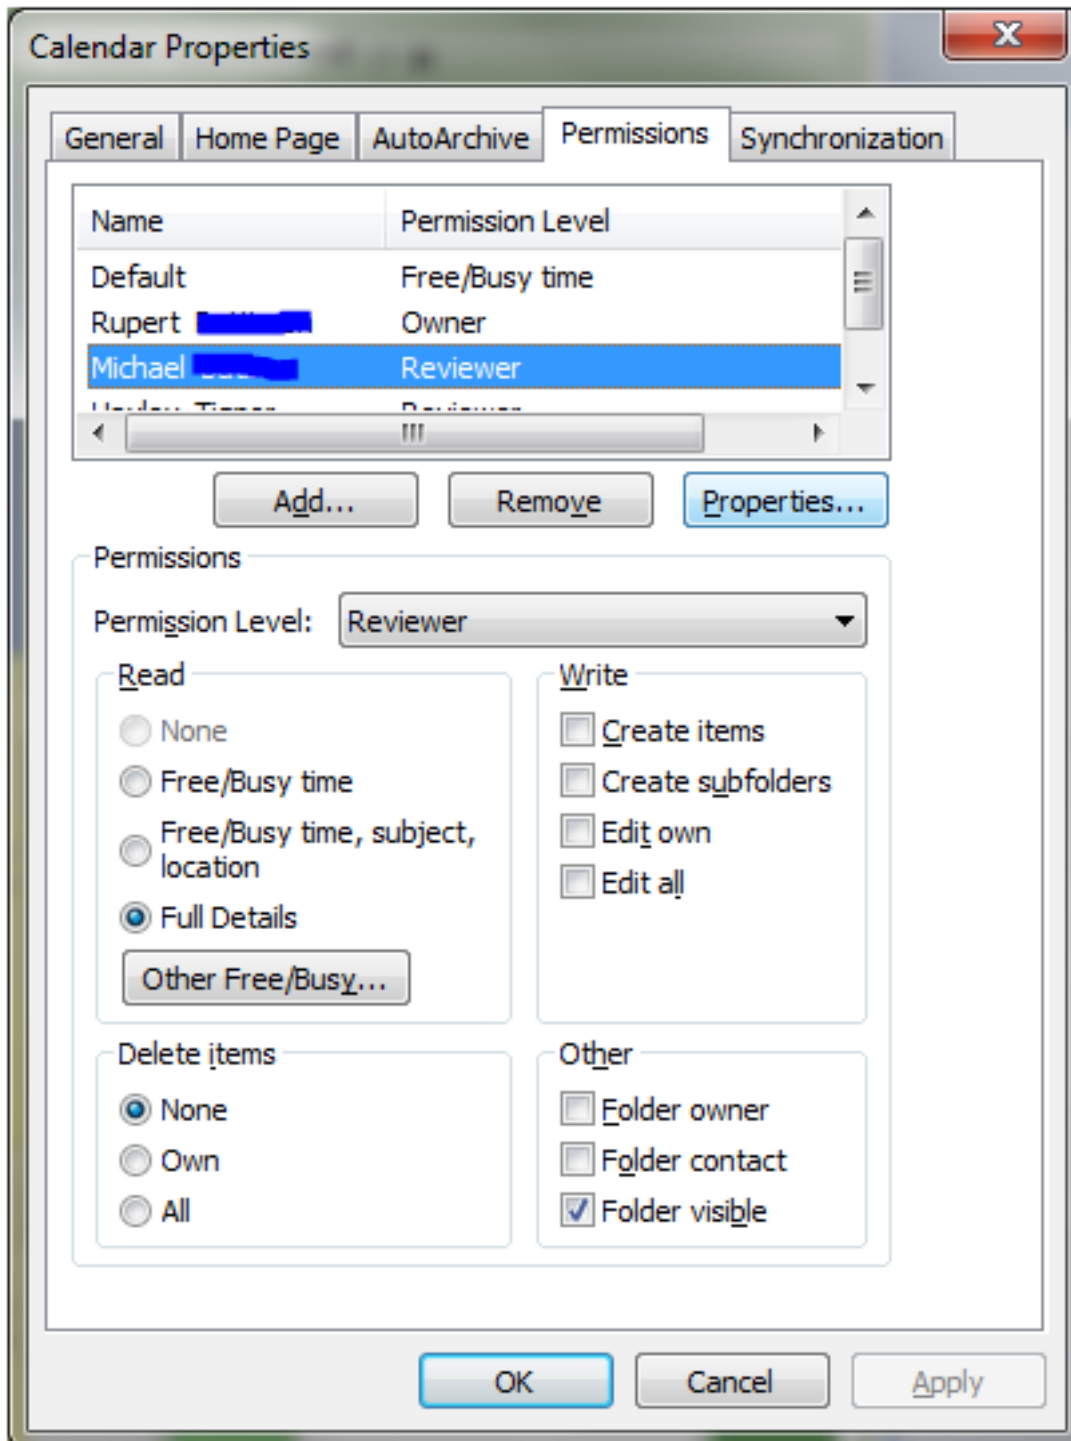 Calendar Properties
General Home Page AutoArchive Permissions Synchronization
Name Permission Level
Default Free/Busy time
Rupert Owner
Michael Reviewer
Reviewer
Add... Remove Properties...
Permissions
Permission Level: Reviewer
Read
None
Free/Busy time
Free/Busy time, subject,
location
Full Details
Other Free/Busy...
Write
Create items
Create subfolders
Edit own
Edit all
Delete items
None
Own
All
Other
Folder owner
Folder contact
Folder visible
OK Cancel Apply